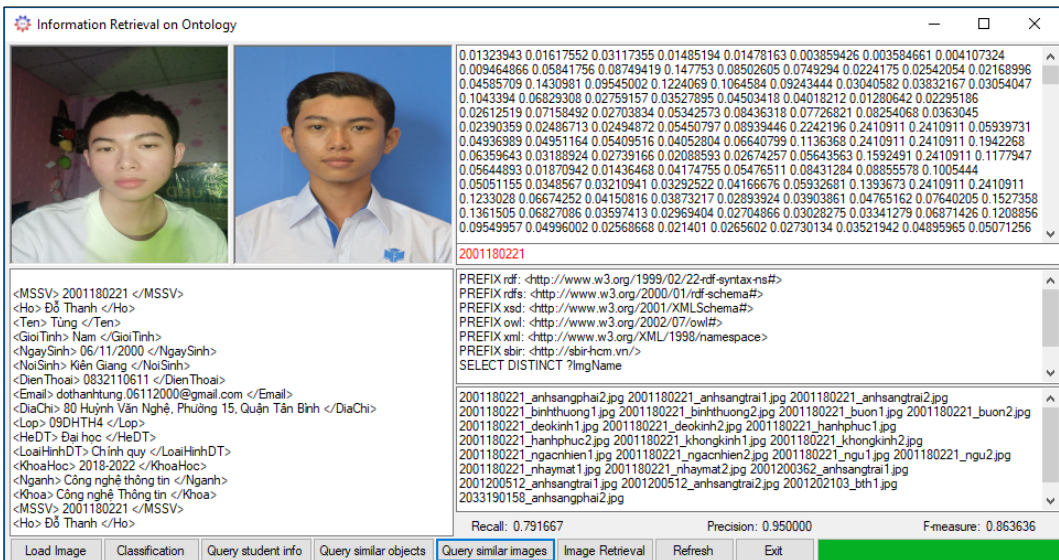 Information Retrieval on Ontology
0.01323943 0.01617552 0.03117355 0.01485194 0.01478163 0.003859426 0.003584661 0.004107324
0.009464866 0.05841756 0.08749419 0.147753 0.08502605 0.0749294 0.0224175 0.02542054 0.02168996
0.04585709 0.1430981 0.09545002 0.1224069 0.1064584 0.09243444 0.03040582 0.03832167 0.03054047
0.1043394 0.06829308 0.02759157 0.03527895 0.04503418 0.04018212 0.01280642 0.02295186
0.02612519 0.07158492 0.02703834 0.05342573 0.08436318 0.07726821 0.08254068 0.0363045
0.02390359 0.02486713 0.02494872 0.05450797 0.08939446 0.2242196 0.2410911 0.2410911 0.05939731
0.04936989 0.04951164 0.05409516 0.04052804 0.06640799 0.1136368 0.2410911 0.2410911 0.1942268
0.06359643 0.03188924 0.02739166 0.02088593 0.02674257 0.05643563 0.1592491 0.2410911 0.1177947
0.05644893 0.01870942 0.01436468 0.04174755 0.05476511 0.08431284 0.08855578 0.1005444
0.05051155 0.0348567 0.03210941 0.03292522 0.04166676 0.05932681 0.1393673 0.2410911 0.2410911
0.1233028 0.06674252 0.04150816 0.03873217 0.02893924 0.03903861 0.04765162 0.07640205 0.1527358
0.1361505 0.06827086 0.03597413 0.02969404 0.02704866 0.03028275 0.03341279 0.06871426 0.1208856
0.09549957 0.04996002 0.02568668 0.021401 0.0265602 0.02730134 0.03521942 0.04895965 0.05071256
2001180221
<MSSV> 2001180221 </MSSV>
<Ho> Đỗ Thanh </Ho>
<Ten> Tùng </Ten>
<GioiTinh> Nam </GioiTinh>
<NgaySinh> 06/11/2000 </NgaySinh>
<NoiSinh> Kiên Giang </NoiSinh>
<DienThoai> 0832110611 </DienThoai>
<Email> dothanhtung.06112000@gmail.com </Email>
<DiaChi> 80 Huỳnh Văn Nghệ, Phường 15, Quận Tân Bình </DiaChi>
<Lop> 09DHTH4 </Lop>
<HeDT> Đại học </HeDT>
<LoaiHinhDT> Chính quy </LoaiHinhDT>
<KhoaHoc> 2018-2022 </KhoaHoc>
<Nganh> Công nghệ thông tin </Nganh>
<Khoa> Công nghệ Thông tin </Khoa>
<MSSV> 2001180221 </MSSV>
<Ho> Đỗ Thanh </Ho>
PREFIX rdf: <http://www.w3.org/1999/02/22-rdf-syntax-ns#>
PREFIX rdfs: <http://www.w3.org/2000/01/rdf-schema#>
PREFIX xsd: <http://www.w3.org/2001/XMLSchema#>
PREFIX owl: <http://www.w3.org/2002/07/owl#>
PREFIX xml: <http://www.w3.org/XML/1998/namespace>
PREFIX sbir: <http://sbir-hcm.vn/>
SELECT DISTINCT ?ImgName
2001180221_anhsangphai2.jpg 2001180221_anhsangtrai1.jpg 2001180221_anhsangtrai2.jpg
2001180221_binhthuong1.jpg 2001180221_binhthuong2.jpg 2001180221_buon1.jpg 2001180221_buon2.jpg
2001180221_deokinh1.jpg 2001180221_deokinh2.jpg 2001180221_hanhphuc1.jpg
2001180221_hanhphuc2.jpg 2001180221_khongkinh1.jpg 2001180221_khongkinh2.jpg
2001180221_ngacnhien1.jpg 2001180221_ngacnhien2.jpg 2001180221_ngu1.jpg 2001180221_ngu2.jpg
2001180221_nhaymat1.jpg 2001180221_nhaymat2.jpg 2001200362_anhsangtrai1.jpg
2001200512_anhsangtrai1.jpg 2001200512_anhsangtrai2.jpg 2001202103_bth1.jpg
2033190158_anhsangphai2.jpg
Recall: 0.791667 Precision: 0.950000 F-measure: 0.863636
Load Image Classification Query student info Query similar objects Query similar images Image Retrieval Refresh Exit